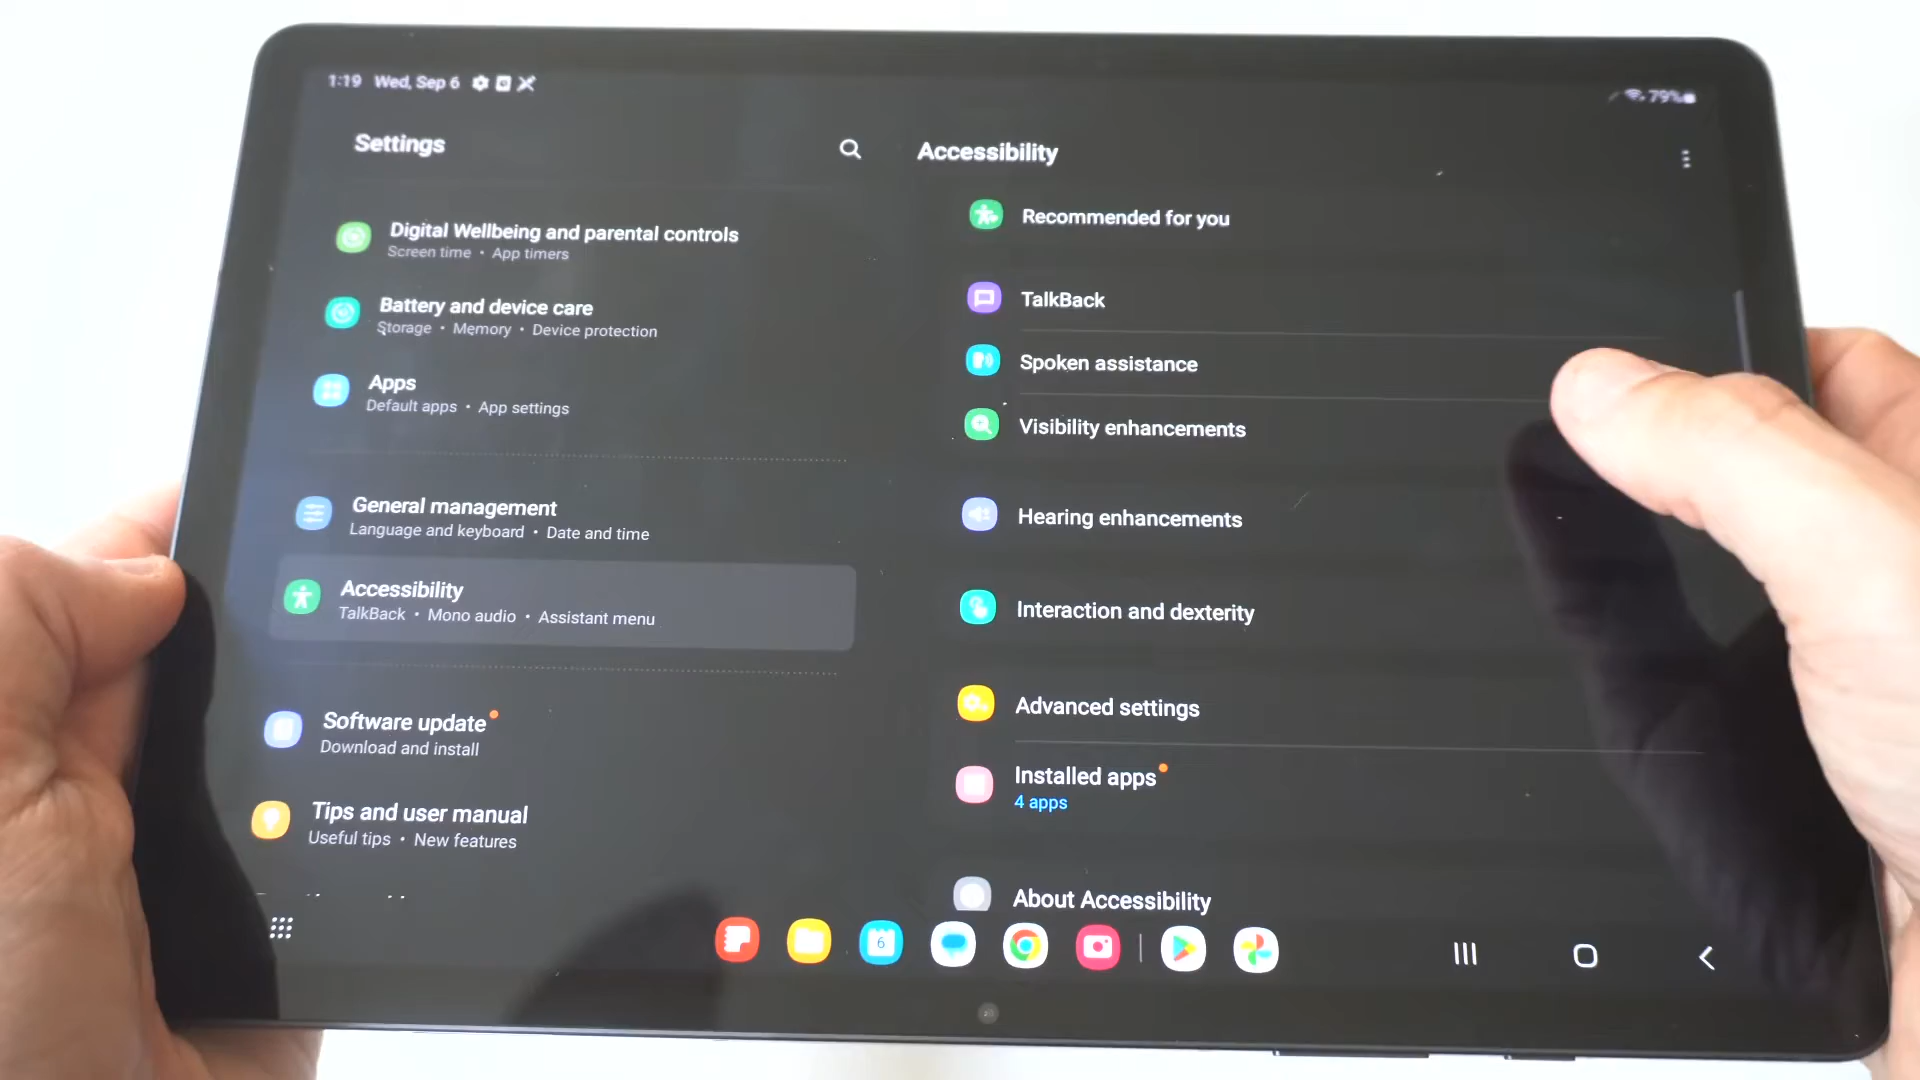 1:19 Wed, Sep 6
79%
Settings
Digital Wellbeing and parental controls
Screen time • App timers
Battery and device care
Storage • Memory • Device protection
Apps
Default apps • App settings
General management
Language and keyboard • Date and time
Accessibility
TalkBack • Mono audio • Assistant menu
Software update
Download and install
Tips and user manual
Useful tips • New features
Accessibility
Recommended for you
TalkBack
Spoken assistance
Visibility enhancements
Hearing enhancements
Interaction and dexterity
Advanced settings
Installed apps
4 apps
About Accessibility
6